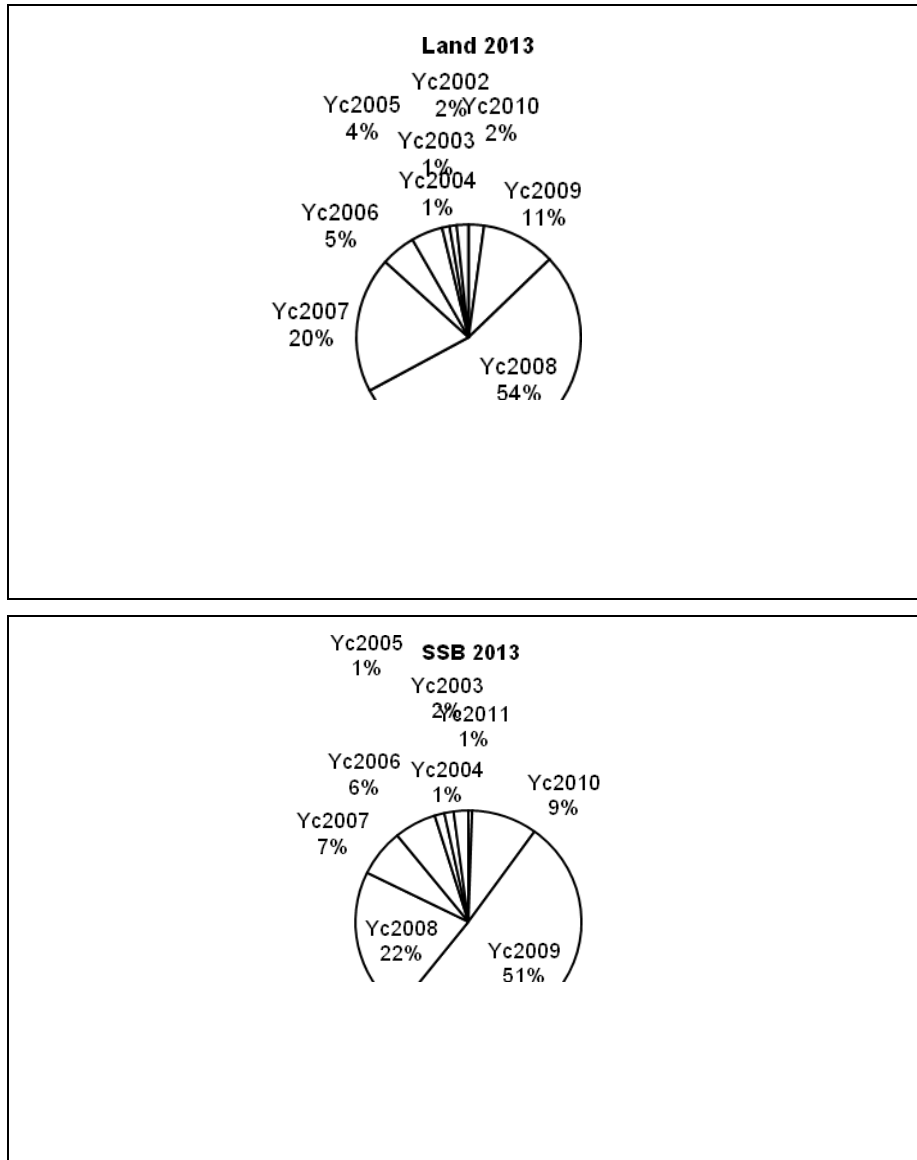 Land 2013
Yc2002
2%
Yc2010
2%
Yc2005
4%
Yc2003
1%
Yc2004
1%
Yc2009
11%
Yc2006
5%
Yc2007
20%
Yc2008
54%
SSB 2013
Yc2005
1%
Yc2003
2%
Yc2011
1%
Yc2006
6%
Yc2004
1%
Yc2010
9%
Yc2007
7%
Yc2008
22%
Yc2009
51%